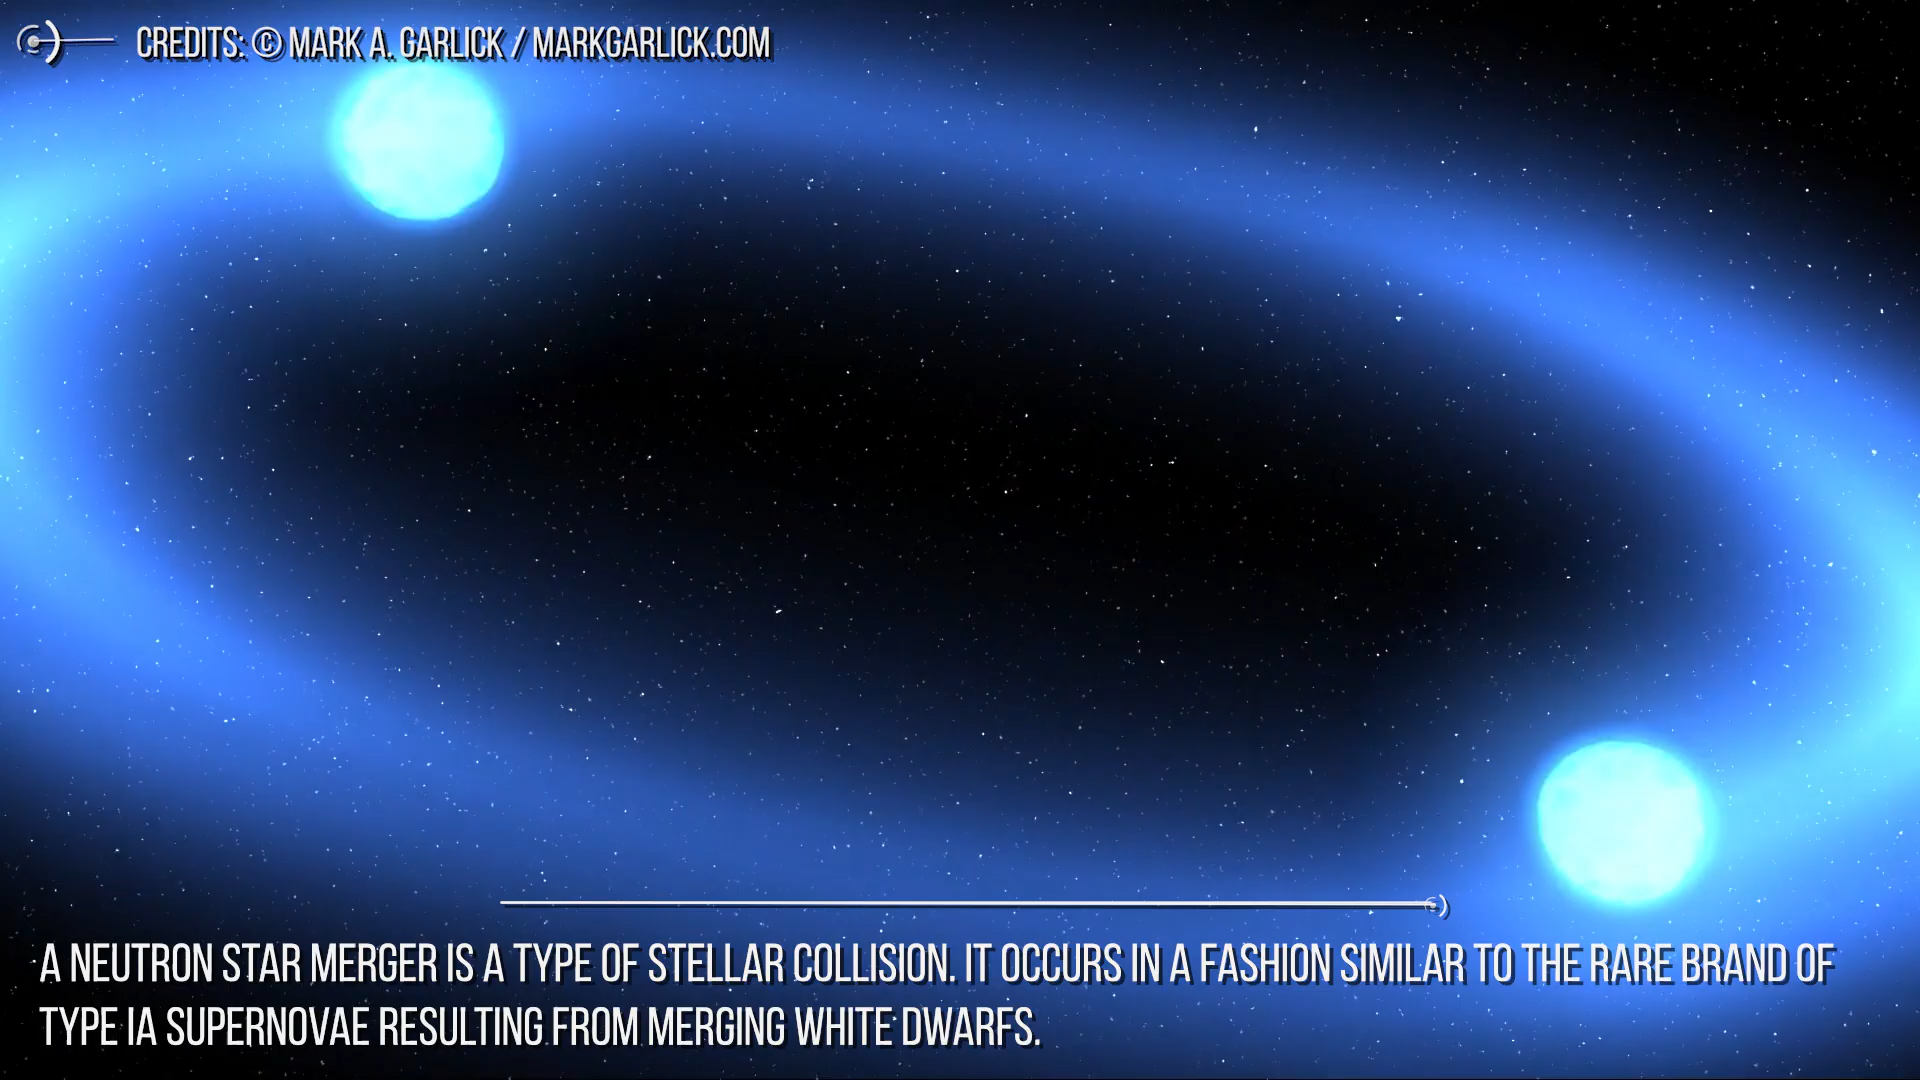 CREDITS: © MARK A. GARLICK / MARKGARLICK.COM
A NEUTRON STAR MERGER IS A TYPE OF STELLAR COLLISION. IT OCCURS IN A FASHION SIMILAR TO THE RARE BRAND OF
TYPE IA SUPERNOVAE RESULTING FROM MERGING WHITE DWARFS.